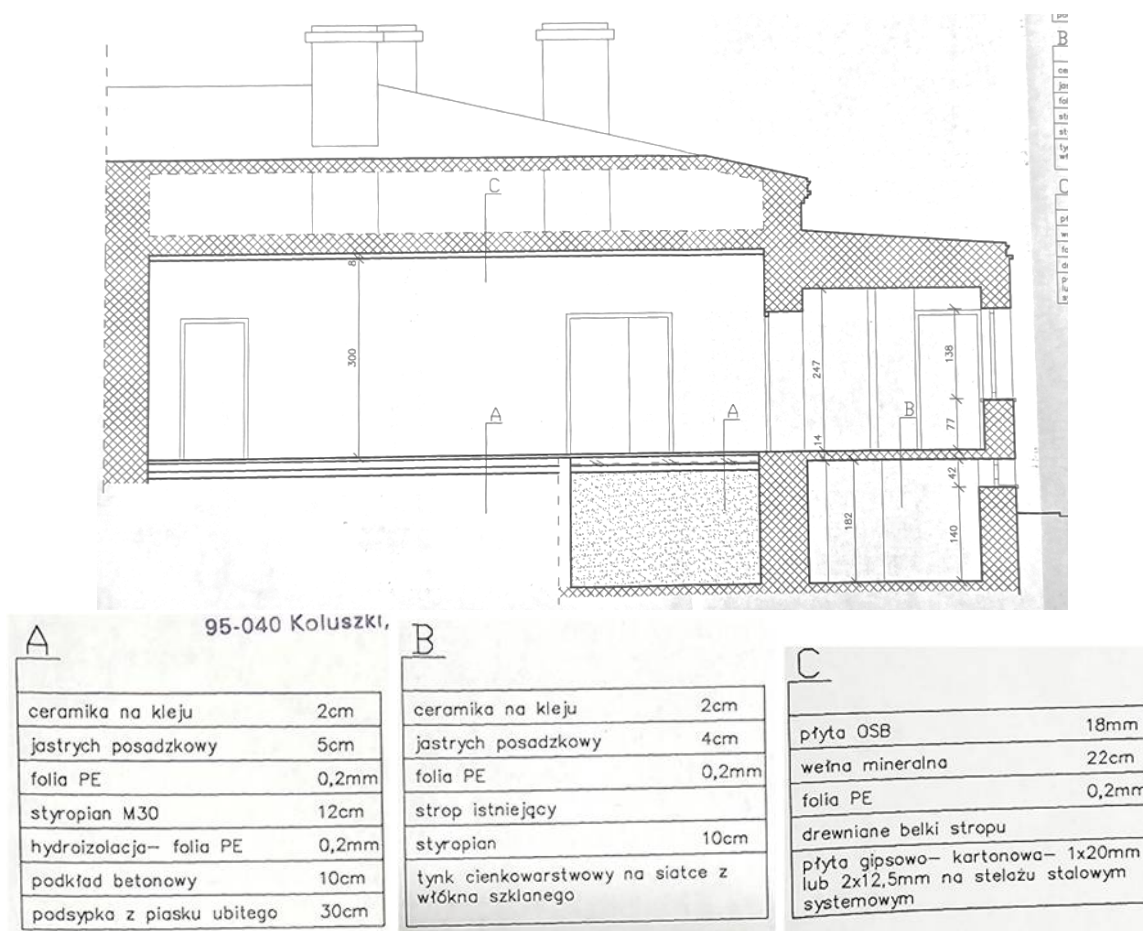 B
C
C
8
300
A
A
B
247
14
138
77
182
42
140
95-040 Koluszki,
A
ceramika na kleju 2cm
jastrych posadzkowy 5cm
folia PE 0,2mm
styropian M30 12cm
hydroizolacja- folia PE 0,2mm
podkład betonowy 10cm
podsypka z piasku ubitego 30cm
B
ceramika na kleju 2cm
jastrych posadzkowy 4cm
folia PE 0,2mm
strop istniejący
styropian 10cm
tynk cienkowarstwowy na siatce z
włókna szklanego
C
płyta OSB 18mm
wełna mineralna 22cm
folia PE 0,2mm
drewniane belki stropu
płyta gipsowo- kartonowa- 1x20mm
lub 2x12,5mm na stelażu stalowym
systemowym